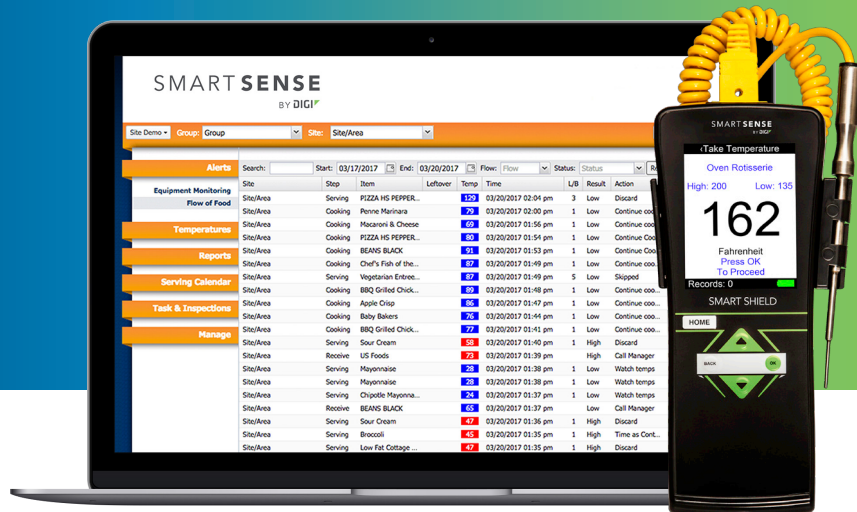 SMARTSENSE
BY DIGI
Site Demo Group: Group Site: Site/Area
Alerts
Equipment Monitoring
Flow of Food
Temperatures
Reports
Serving Calendar
Task & Inspections
Manage
Search: Start: 03/17/2017 End: 03/20/2017 Flow: Flow Status: Status
Site Step Item Leftover Temp Time L/B Result Action
Site/Area Serving PIZZA HS PEPPER... 129 03/20/2017 02:04 pm 3 Low Discard
Site/Area Cooking Penne Marinara 79 03/20/2017 02:00 pm 1 Low Continue coo...
Site/Area Cooking Macaroni & Cheese 69 03/20/2017 01:56 pm 1 Low Continue coo...
Site/Area Cooking PIZZA HS PEPPER... 80 03/20/2017 01:54 pm 1 Low Continue Coo...
Site/Area Cooking BEANS BLACK 91 03/20/2017 01:53 pm 1 Low Continue Coo...
Site/Area Cooking Chef's Fish of the... 87 03/20/2017 01:49 pm 1 Low Continue Coo...
Site/Area Serving Vegetarian Entree... 87 03/20/2017 01:49 pm 5 Low Skipped
Site/Area Cooking BBQ Grilled Chick... 89 03/20/2017 01:48 pm 1 Low Continue coo...
Site/Area Cooking Apple Crisp 86 03/20/2017 01:47 pm 1 Low Continue coo...
Site/Area Cooking Baby Bakers 76 03/20/2017 01:44 pm 1 Low Continue coo...
Site/Area Cooking BBQ Grilled Chick... 77 03/20/2017 01:41 pm 1 Low Continue coo...
Site/Area Serving Sour Cream 58 03/20/2017 01:40 pm 1 High Discard
Site/Area Receive US Foods 73 03/20/2017 01:39 pm High Call Manager
Site/Area Serving Mayonnaise 28 03/20/2017 01:38 pm 1 Low Watch temps
Site/Area Serving Mayonnaise 28 03/20/2017 01:38 pm 1 Low Watch temps
Site/Area Serving Chipotle Mayonna... 24 03/20/2017 01:37 pm 1 Low Watch temps
Site/Area Receive BEANS BLACK 65 03/20/2017 01:37 pm Low Call Manager
Site/Area Serving Sour Cream 47 03/20/2017 01:36 pm 1 High Discard
Site/Area Serving Broccoli 45 03/20/2017 01:35 pm 1 High Time as Cont...
Site/Area Serving Low Fat Cottage ... 47 03/20/2017 01:35 pm 1 High Discard
SMARTSENSE
BY DIGI
‹Take Temperature
Oven Rotisserie
High: 200 Low: 135
162
Fahrenheit
Press OK
To Proceed
Records: 0
SMART SHIELD
HOME
BACK OK